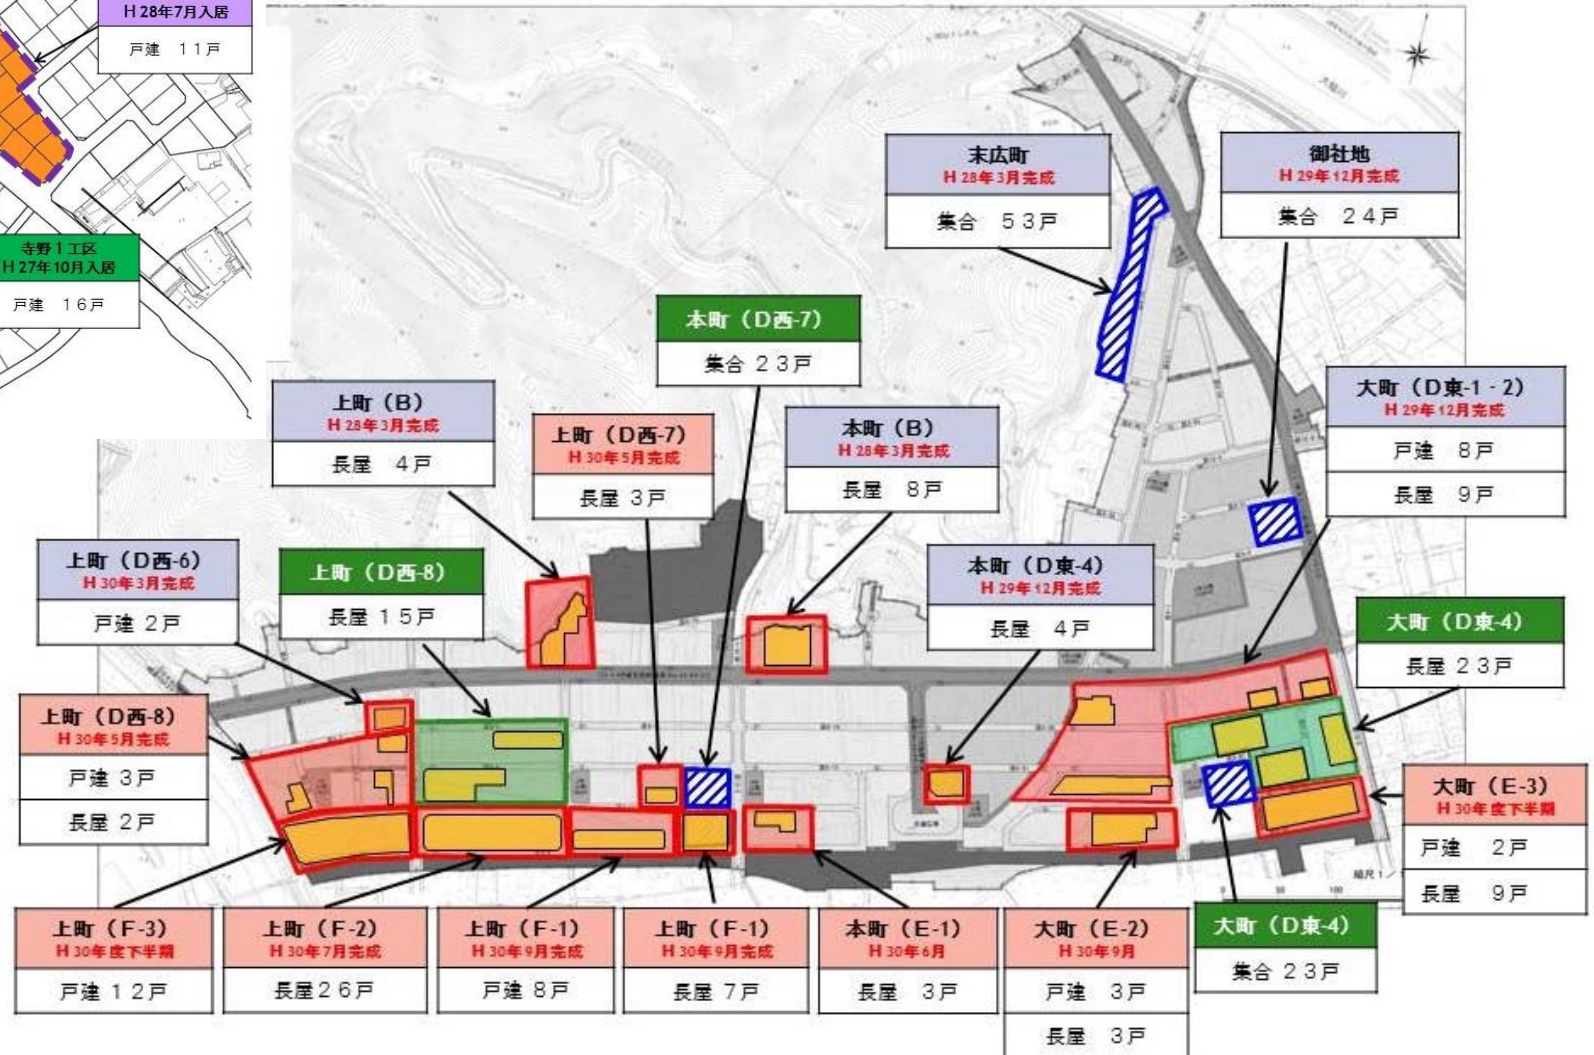 H28年7月入居
戸建 11戸
寺野1工区
H27年10月入居
戸建 16戸
末広町
H28年3月完成
集合 53戸
御社地
H29年12月完成
集合 24戸
本町（D西-7）
集合 23戸
上町（B）
H28年3月完成
長屋 4戸
上町（D西-7）
H30年5月完成
長屋 3戸
本町（B）
H28年3月完成
長屋 8戸
大町（D東-1・2）
H29年12月完成
戸建 8戸
長屋 9戸
上町（D西-6）
H30年3月完成
戸建 2戸
上町（D西-8）
長屋 15戸
本町（D東-4）
H29年12月完成
長屋 4戸
大町（D東-4）
長屋 23戸
上町（D西-8）
H30年5月完成
戸建 3戸
長屋 2戸
大町（E-3）
H30年度下半期
戸建 2戸
長屋 9戸
縮尺1／
0 50 100
上町（F-3）
H30年度下半期
戸建 12戸
上町（F-2）
H30年7月完成
長屋26戸
上町（F-1）
H30年9月完成
戸建 8戸
上町（F-1）
H30年9月完成
長屋 7戸
本町（E-1）
H30年6月
長屋 3戸
大町（E-2）
H30年9月
戸建 3戸
長屋 3戸
大町（D東-4）
集合 23戸